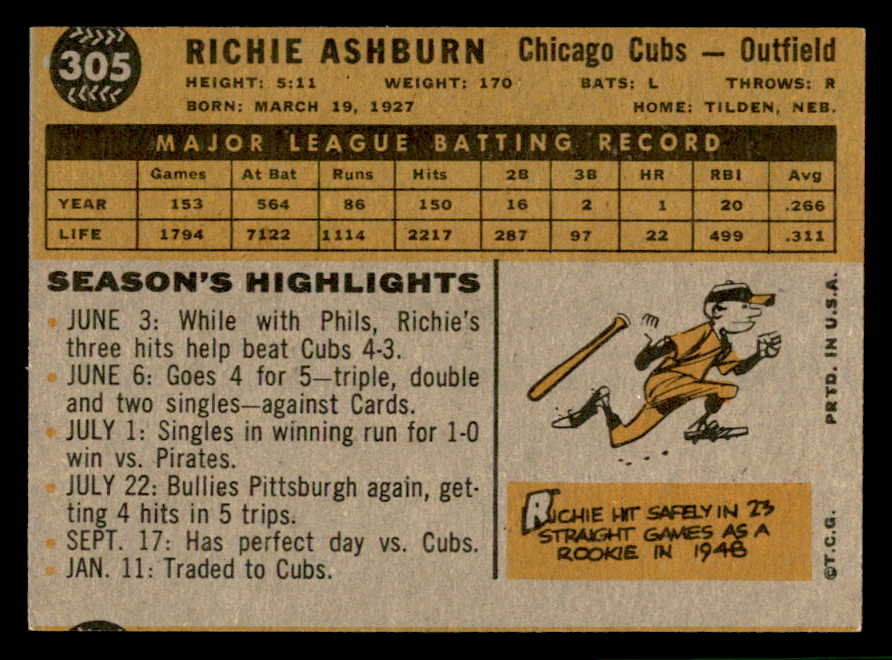 305
RICHIE ASHBURN Chicago Cubs — Outfield
HEIGHT: 5:11 WEIGHT: 170 BATS: L THROWS: R
BORN: MARCH 19, 1927 HOME: TILDEN, NEB.
MAJOR LEAGUE BATTING RECORD
Games At Bat Runs Hits 2B 3B HR RBI Avg
YEAR 153 564 86 150 16 2 1 20 .266
LIFE 1794 7122 1114 2217 287 97 22 499 .311
SEASON'S HIGHLIGHTS
• JUNE 3: While with Phils, Richie's
three hits help beat Cubs 4-3.
• JUNE 6: Goes 4 for 5—triple, double
and two singles—against Cards.
• JULY 1: Singles in winning run for 1-0
win vs. Pirates.
• JULY 22: Bullies Pittsburgh again, get-
ting 4 hits in 5 trips.
• SEPT. 17: Has perfect day vs. Cubs.
• JAN. 11: Traded to Cubs.
RICHIE HIT SAFELY IN 23
STRAIGHT GAMES AS A
ROOKIE IN 1948
©T.C.G. PRTD. IN U.S.A.